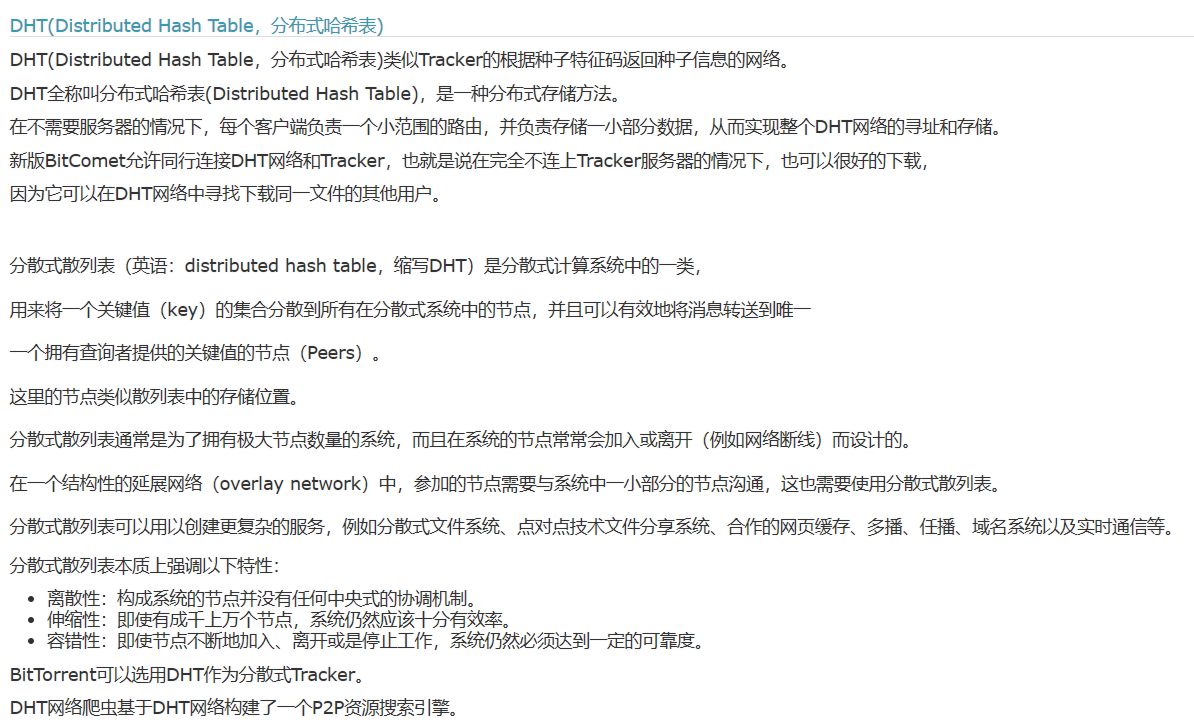 DHT(Distributed Hash Table，分布式哈希表)
DHT(Distributed Hash Table，分布式哈希表)类似Tracker的根据种子特征码返回种子信息的网络。
DHT全称叫分布式哈希表(Distributed Hash Table)，是一种分布式存储方法。
在不需要服务器的情况下，每个客户端负责一个小范围的路由，并负责存储一小部分数据，从而实现整个DHT网络的寻址和存储。
新版BitComet允许同行连接DHT网络和Tracker，也就是说在完全不连上Tracker服务器的情况下，也可以很好的下载，
因为它可以在DHT网络中寻找下载同一文件的其他用户。
分散式散列表（英语：distributed hash table，缩写DHT）是分散式计算系统中的一类，
用来将一个关键值（key）的集合分散到所有在分散式系统中的节点，并且可以有效地将消息转送到唯一
一个拥有查询者提供的关键值的节点（Peers）。
这里的节点类似散列表中的存储位置。
分散式散列表通常是为了拥有极大节点数量的系统，而且在系统的节点常常会加入或离开（例如网络断线）而设计的。
在一个结构性的延展网络（overlay network）中，参加的节点需要与系统中一小部分的节点沟通，这也需要使用分散式散列表。
分散式散列表可以用以创建更复杂的服务，例如分散式文件系统、点对点技术文件分享系统、合作的网页缓存、多播、任播、域名系统以及实时通信等。
分散式散列表本质上强调以下特性：
• 离散性：构成系统的节点并没有任何中央式的协调机制。
• 伸缩性：即使有成千上万个节点，系统仍然应该十分有效率。
• 容错性：即使节点不断地加入、离开或是停止工作，系统仍然必须达到一定的可靠度。
BitTorrent可以选用DHT作为分散式Tracker。
DHT网络爬虫基于DHT网络构建了一个P2P资源搜索引擎。